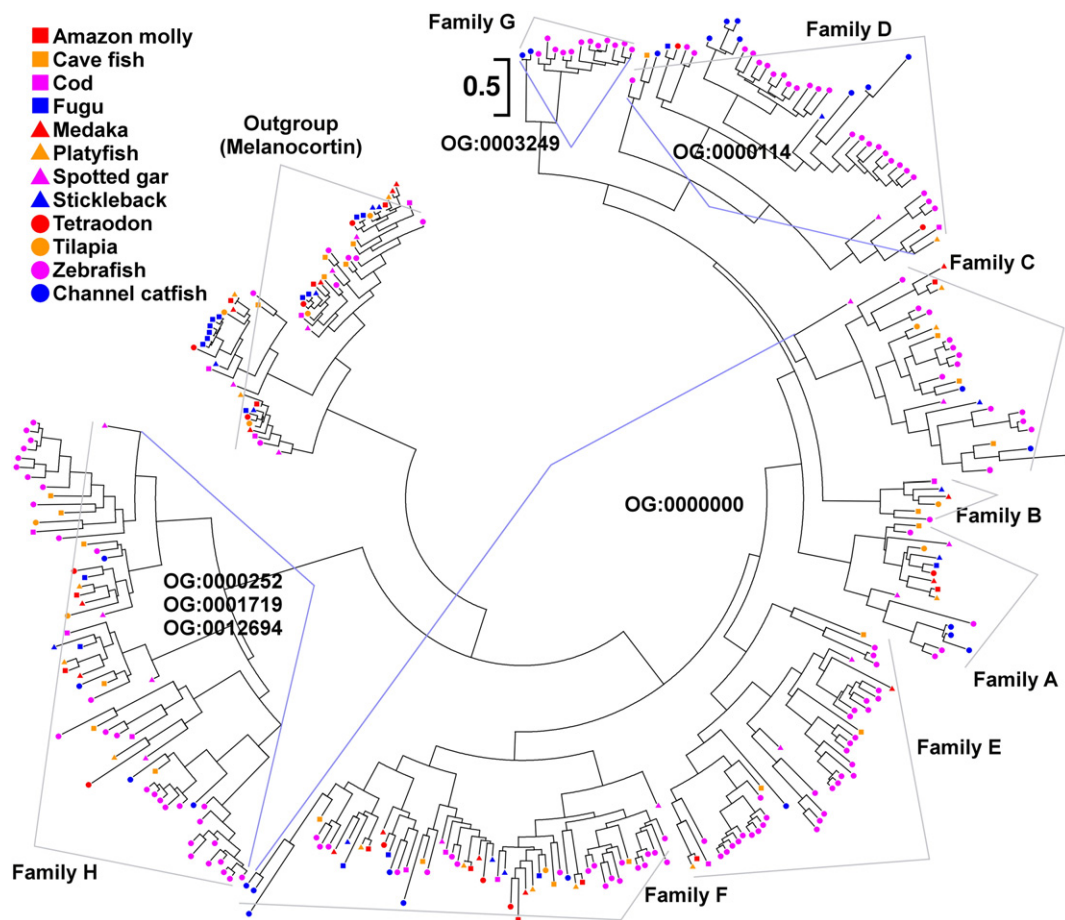 Amazon molly
Cave fish
Cod
Fugu
Medaka
Platyfish
Spotted gar
Stickleback
Tetraodon
Tilapia
Zebrafish
Channel catfish
Outgroup
(Melanocortin)
Family G
0.5
OG:0003249
Family D
OG:0000114
Family C
OG:0000000
Family B
Family A
Family E
Family F
OG:0000252
OG:0001719
OG:0012694
Family H